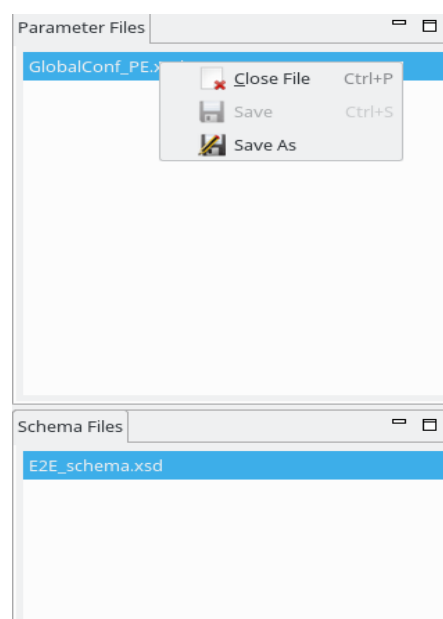 Parameter Files
GlobalConf_PE.
Close File Ctrl+P
Save Ctrl+S
Save As
Schema Files
E2E_schema.xsd